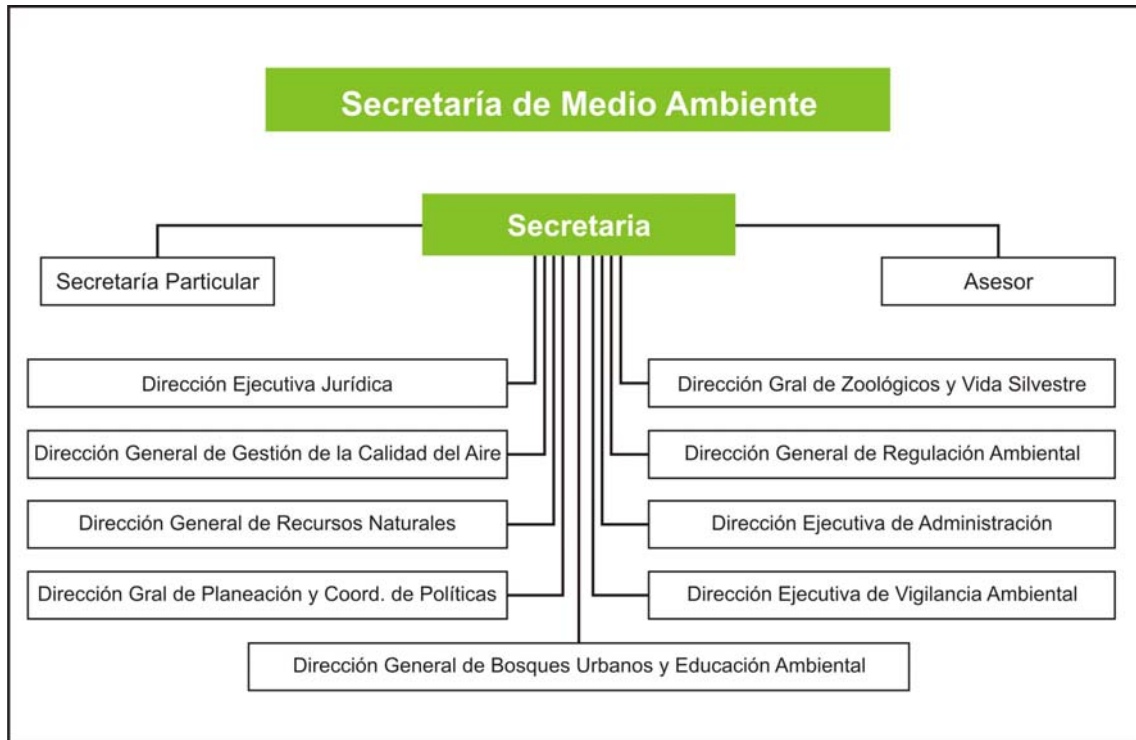 Secretaría de Medio Ambiente
Secretaria
Secretaría Particular
Asesor
Dirección Ejecutiva Jurídica
Dirección Gral de Zoológicos y Vida Silvestre
Dirección General de Gestión de la Calidad del Aire
Dirección General de Regulación Ambiental
Dirección General de Recursos Naturales
Dirección Ejecutiva de Administración
Dirección Gral de Planeación y Coord. de Políticas
Dirección Ejecutiva de Vigilancia Ambiental
Dirección General de Bosques Urbanos y Educación Ambiental